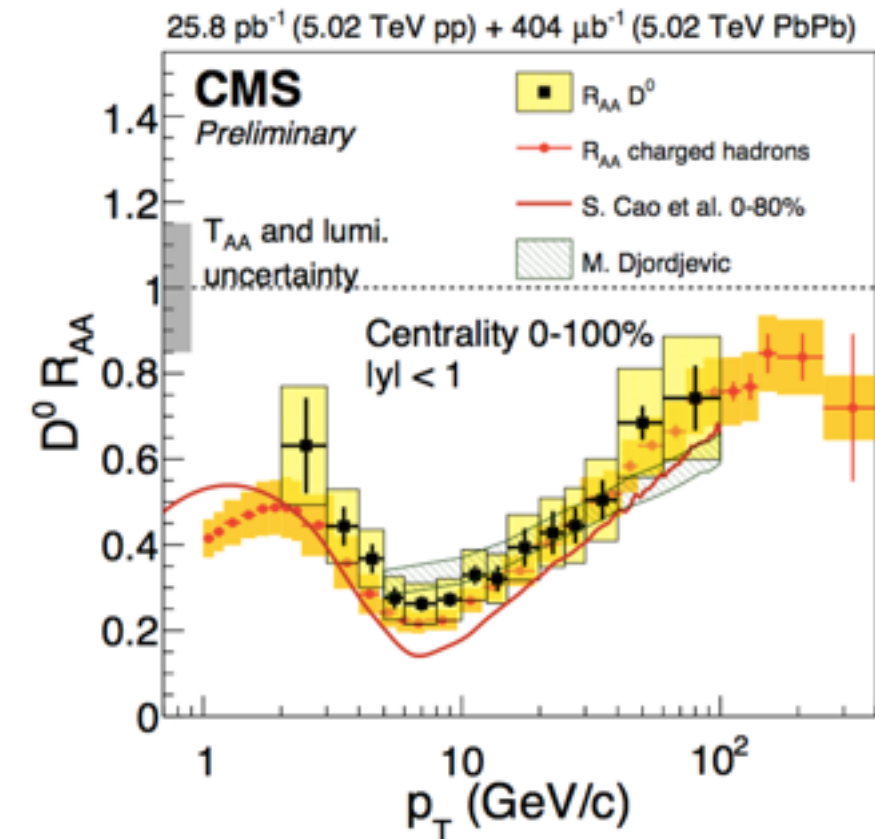 25.8 pb⁻¹ (5.02 TeV pp) + 404 μb⁻¹ (5.02 TeV PbPb)
CMS
Preliminary
R_AA D⁰
R_AA charged hadrons
S. Cao et al. 0-80%
M. Djordjevic
T_AA and lumi.
uncertainty
Centrality 0-100%
|y| < 1
D⁰ R_AA
1.4
1.2
1
0.8
0.6
0.4
0.2
0
1
10
10²
p_T (GeV/c)